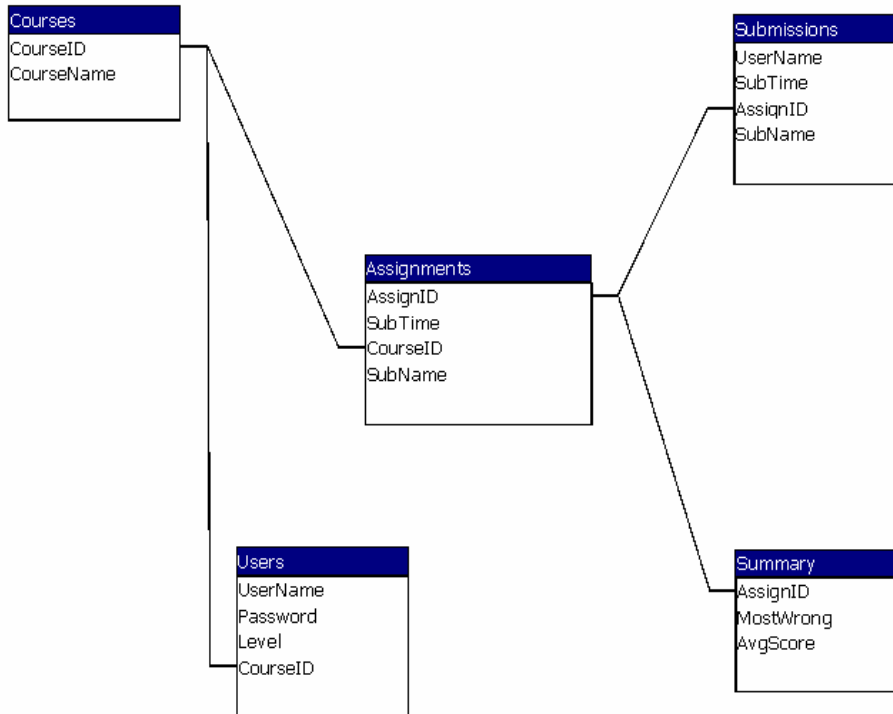 Courses
CourseID
CourseName
Submissions
UserName
SubTime
AssignID
SubName
Assignments
AssignID
SubTime
CourseID
SubName
Users
UserName
Password
Level
CourseID
Summary
AssignID
MostWrong
AvgScore